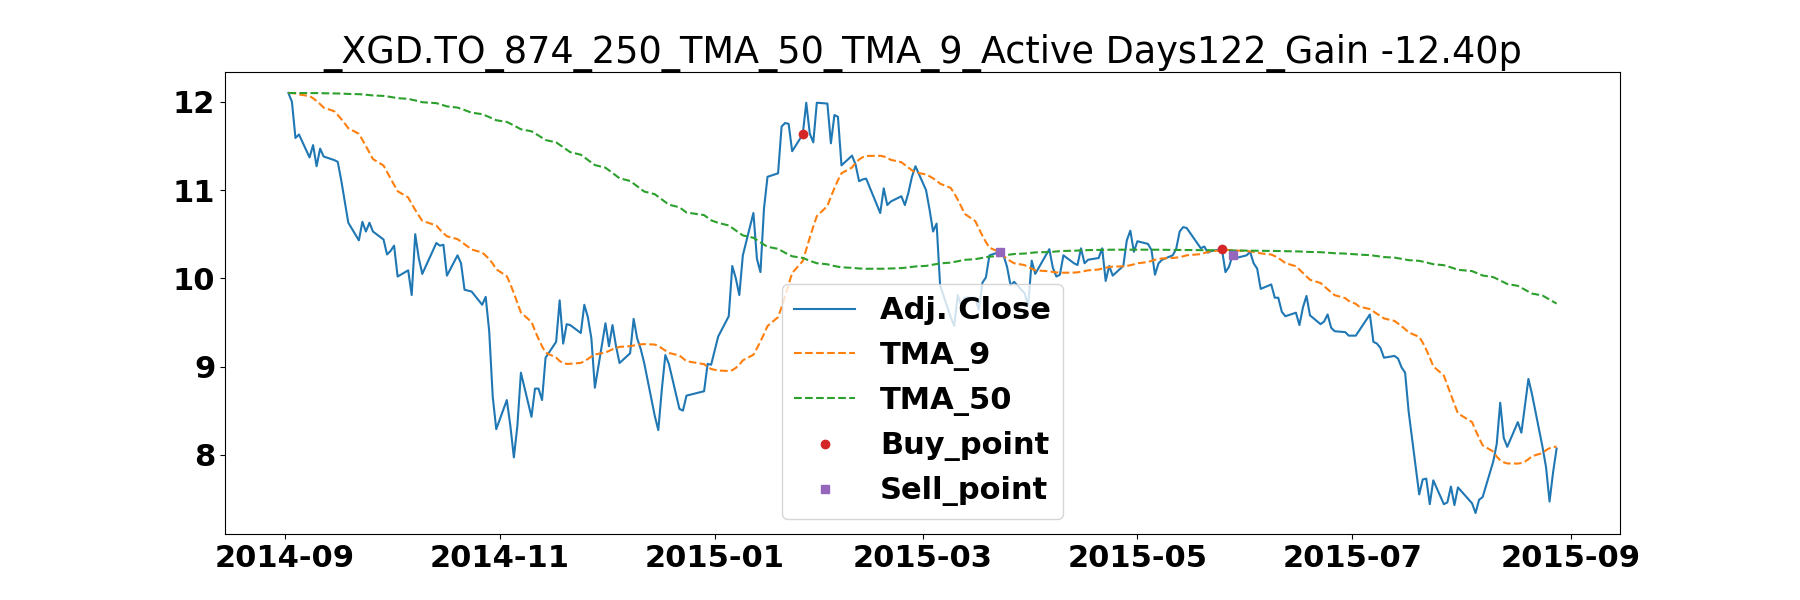 _XGD.TO_874_250_TMA_50_TMA_9_Active Days122_Gain -12.40p
12
11
10
9
8
Adj. Close
TMA_9
TMA_50
Buy_point
Sell_point
2014-09 2014-11 2015-01 2015-03 2015-05 2015-07 2015-09